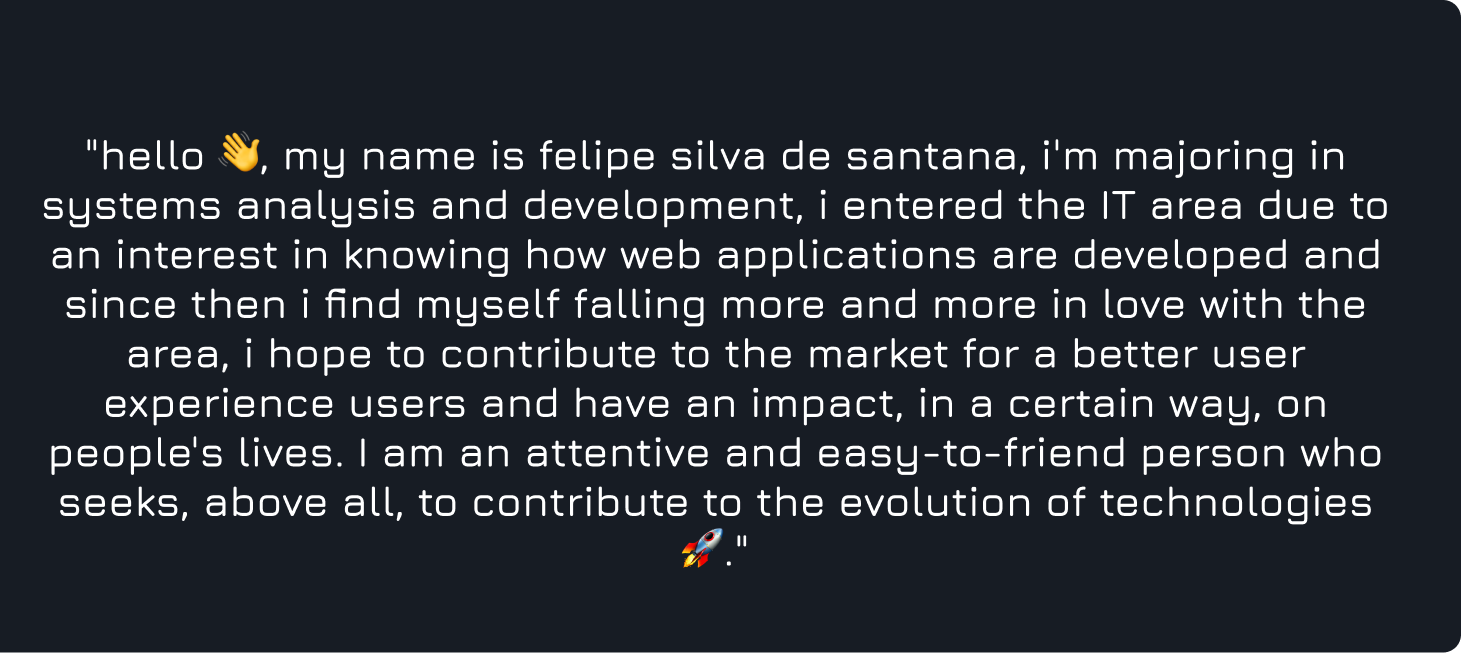 "hello 👋, my name is felipe silva de santana, i'm majoring in
systems analysis and development, i entered the IT area due to
an interest in knowing how web applications are developed and
since then i find myself falling more and more in love with the
area, i hope to contribute to the market for a better user
experience users and have an impact, in a certain way, on
people's lives. I am an attentive and easy-to-friend person who
seeks, above all, to contribute to the evolution of technologies
🚀."